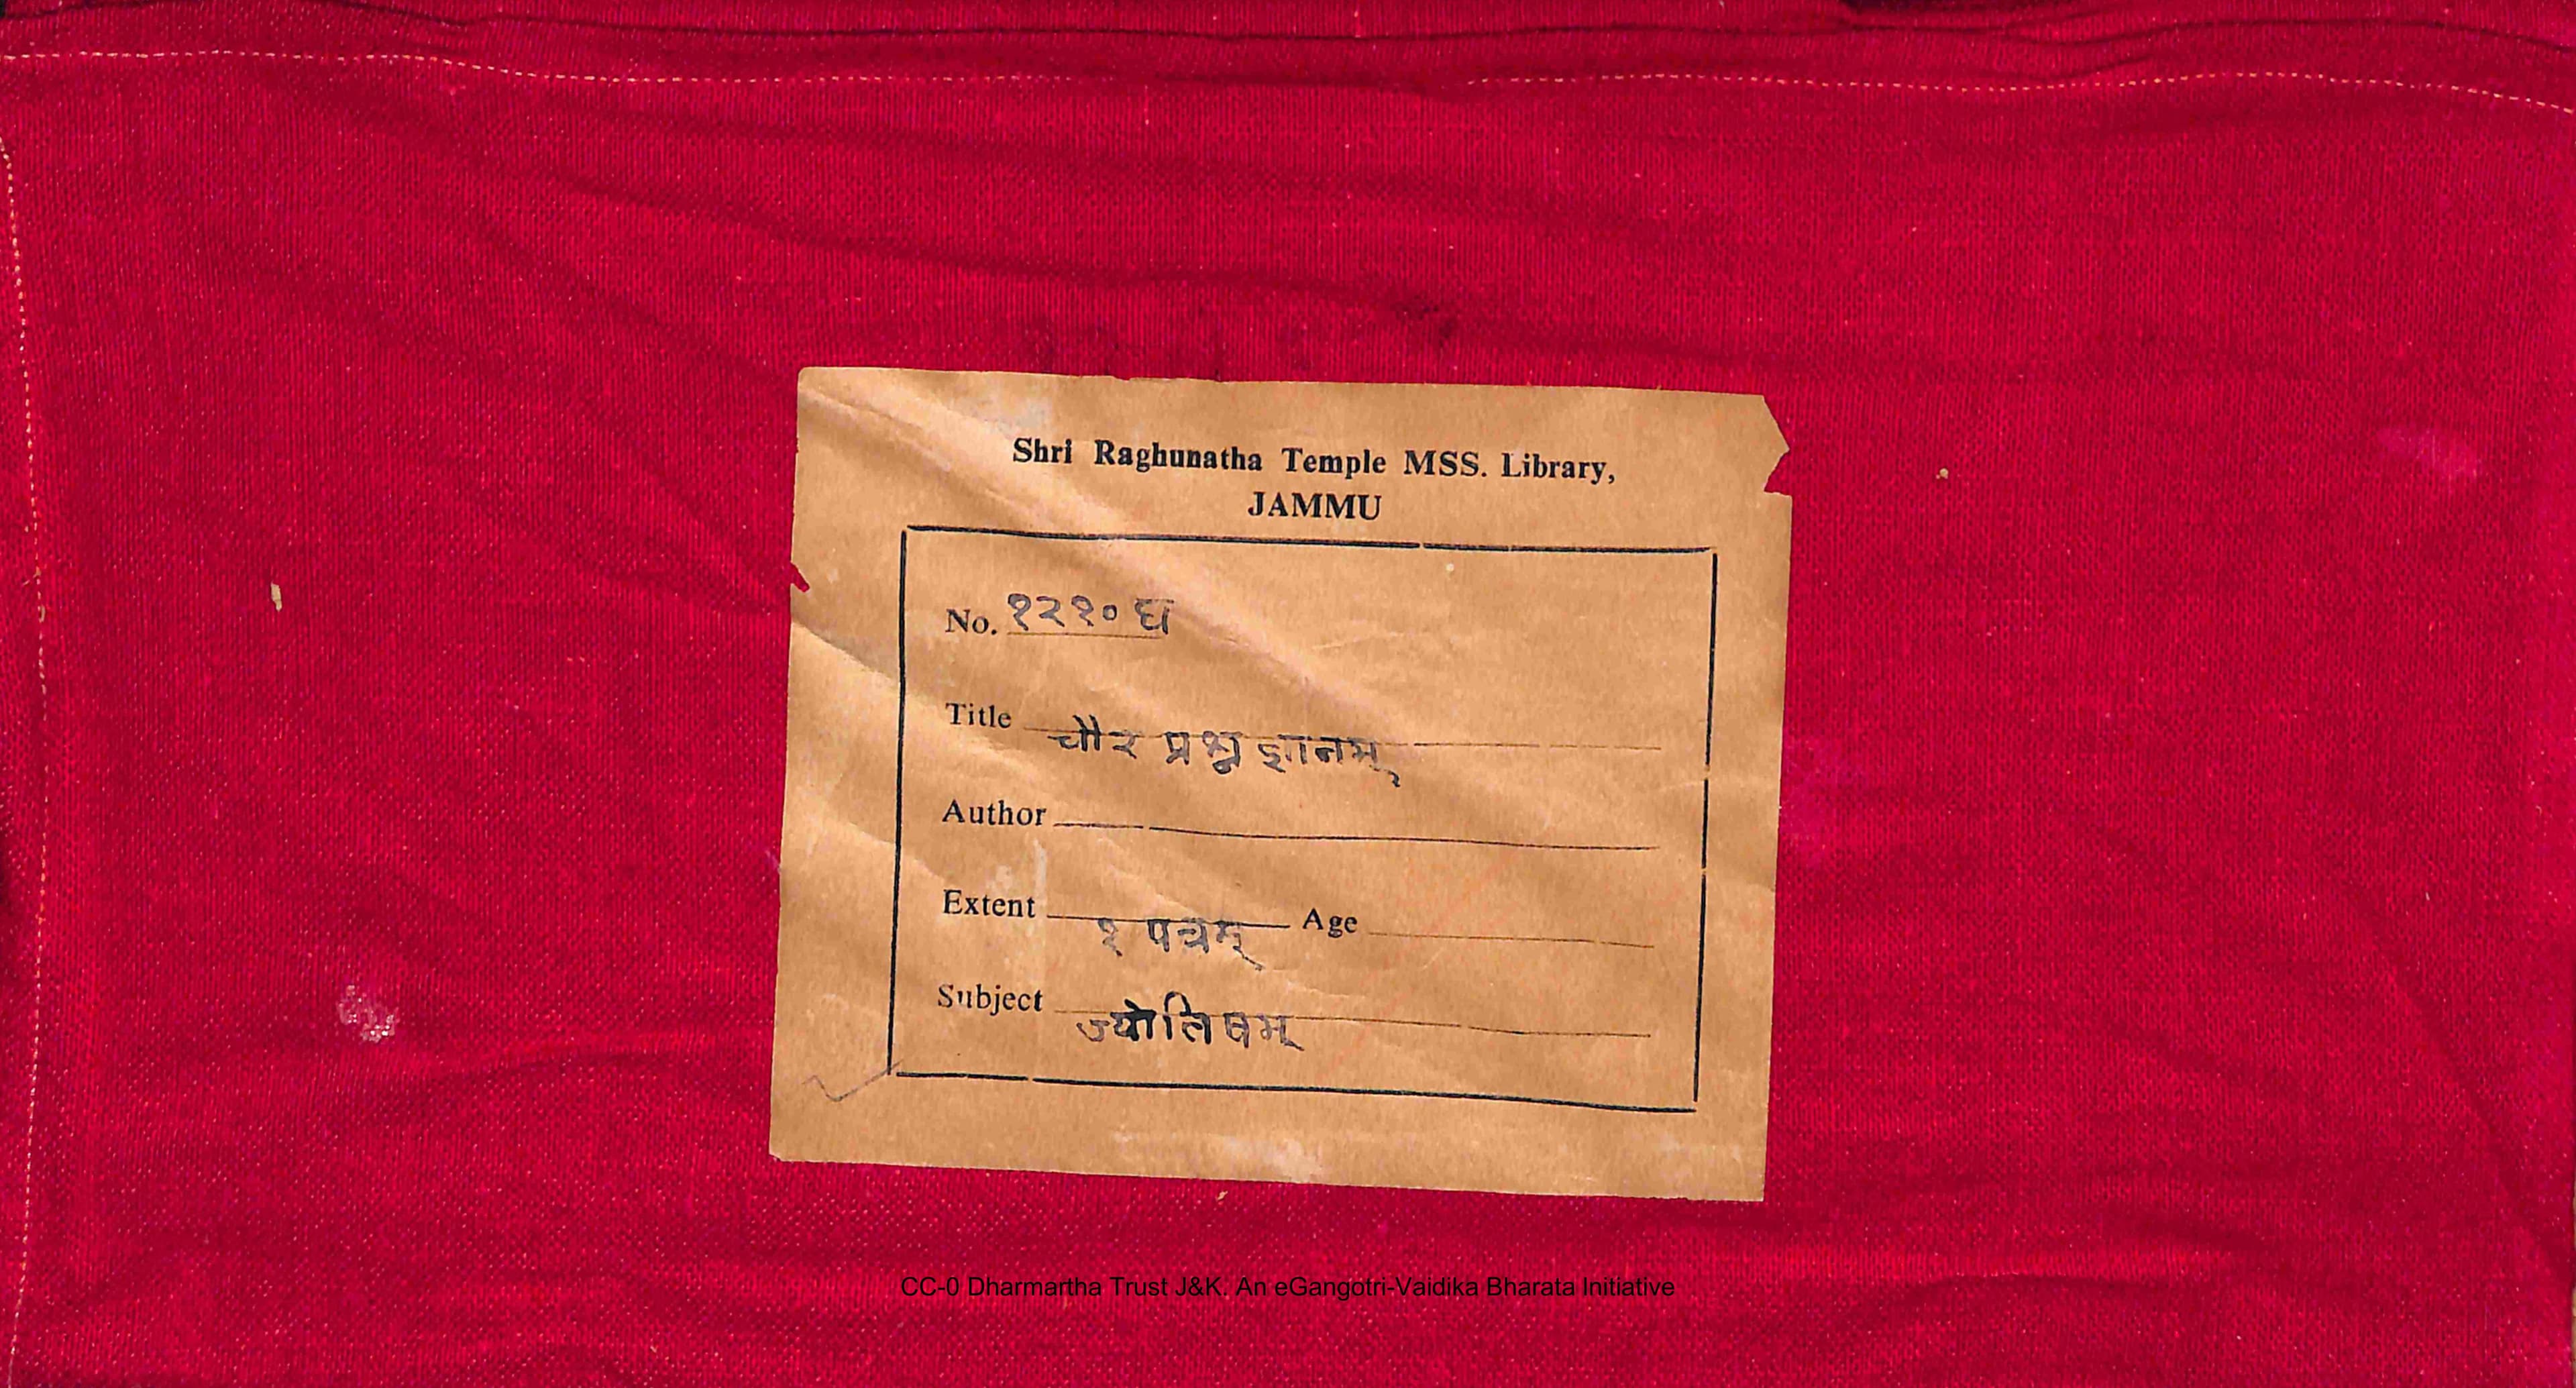 Shri Raghunatha Temple MSS. Library,
JAMMU
No. १२१० घ
Title चौर प्रश्न ज्ञानम्
Author
Extent १ पत्रम् Age
Subject ज्योतिषम्
CC-0 Dharmartha Trust J&K. An eGangotri-Vaidika Bharata Initiative